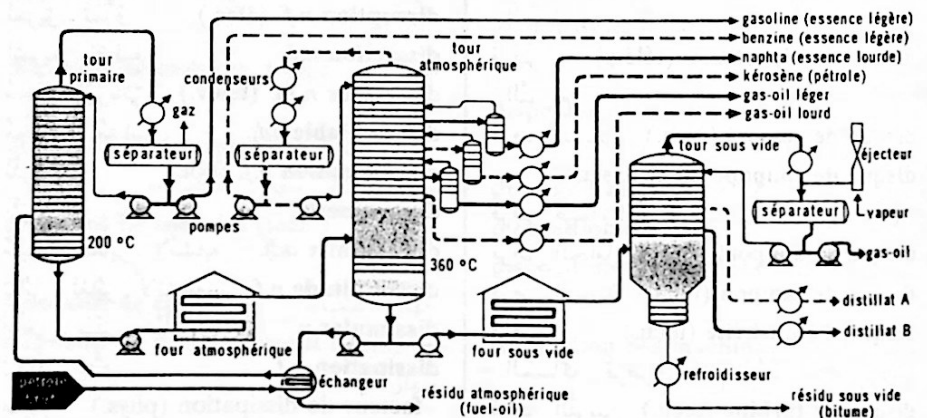 gasoline (essence légère)
benzine (essence légère)
naphta (essence lourde)
kérosène (pétrole)
gas-oil léger
gas-oil lourd
tour
primaire
condenseurs
tour
atmosphérique
gaz
séparateur
séparateur
tour sous vide
éjecteur
séparateur
vapeur
pompes
200 °C
360 °C
gas-oil
distillat A
distillat B
four atmosphérique
four sous vide
refroidisseur
échangeur
pétrole
brut
résidu atmosphérique
(fuel-oil)
résidu sous vide
(bitume)